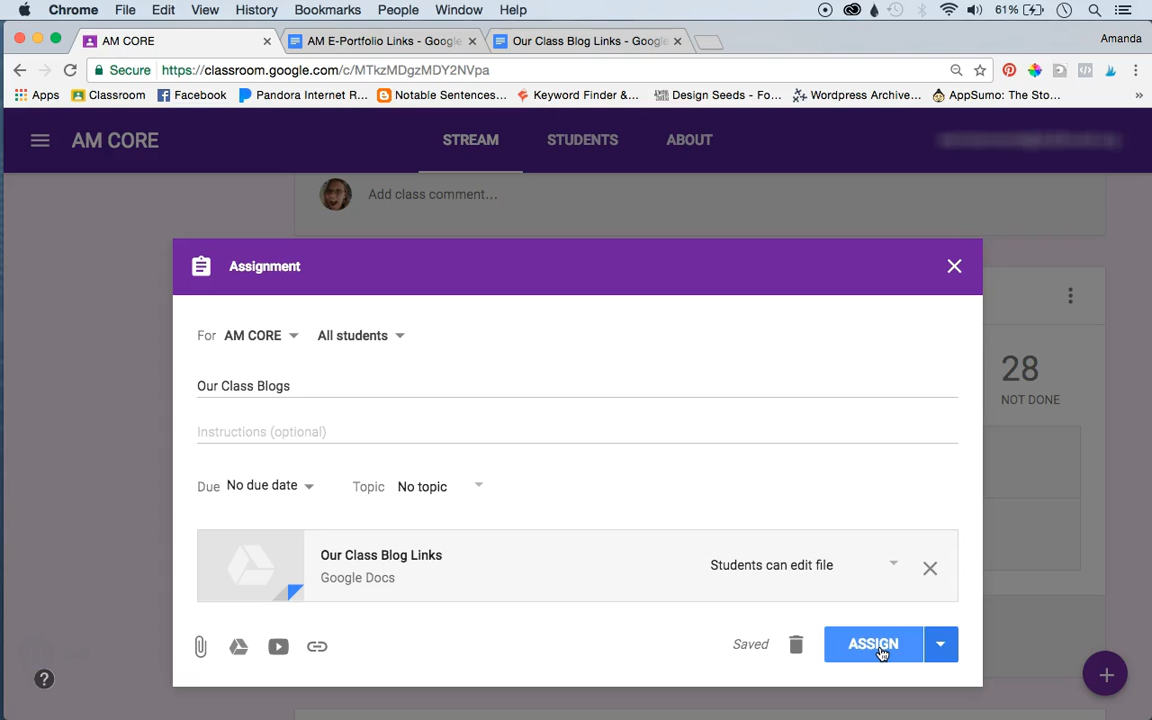 Chrome File Edit View History Bookmarks People Window Help 61%
AM CORE AM E-Portfolio Links - Google Our Class Blog Links - Google Amanda
Secure https://classroom.google.com/c/MTkzMDgzMDY2NVpa
Apps Classroom Facebook Pandora Internet R... Notable Sentences... Keyword Finder &... Design Seeds - Fo... Wordpress Archive... AppSumo: The Sto... »
AM CORE STREAM STUDENTS ABOUT
Add class comment...
Assignment
For AM CORE All students
28
NOT DONE
Our Class Blogs
Instructions (optional)
Due No due date Topic No topic
Our Class Blog Links
Google Docs
Students can edit file
Saved ASSIGN